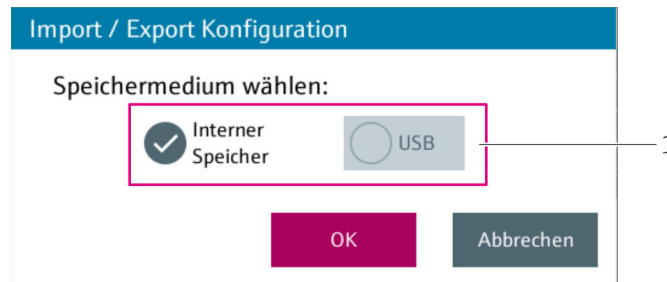 Import / Export Konfiguration
Speichermedium wählen:
Interner
Speicher
USB
OK
Abbrechen